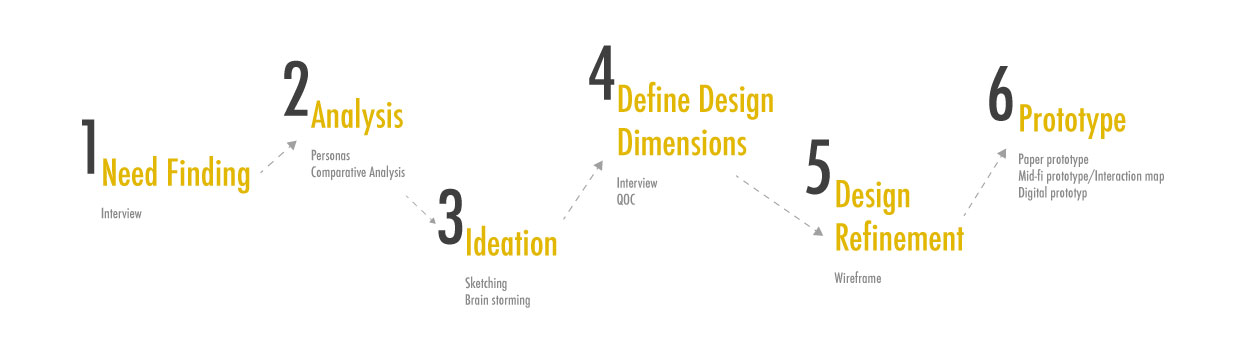 1
Need Finding
Interview
2
Analysis
Personas
Comparative Analysis
3
Ideation
Sketching
Brain storming
4
Define Design
Dimensions
Interview
QOC
5
Design
Refinement
Wireframe
6
Prototype
Paper prototype
Mid-fi prototype/Interaction map
Digital prototyp